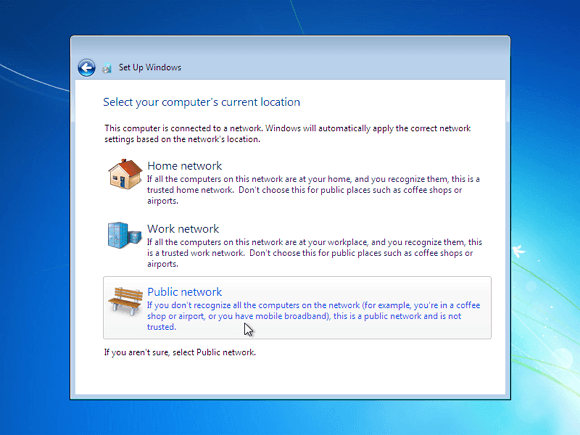 Set Up Windows
Select your computer's current location
This computer is connected to a network. Windows will automatically apply the correct network
settings based on the network's location.
Home network
If all the computers on this network are at your home, and you recognize them, this is a
trusted home network. Don't choose this for public places such as coffee shops or
airports.
Work network
If all the computers on this network are at your workplace, and you recognize them, this
is a trusted work network. Don't choose this for public places such as coffee shops or
airports.
Public network
If you don't recognize all the computers on the network (for example, you're in a coffee
shop or airport, or you have mobile broadband), this is a public network and is not
trusted.
If you aren't sure, select Public network.